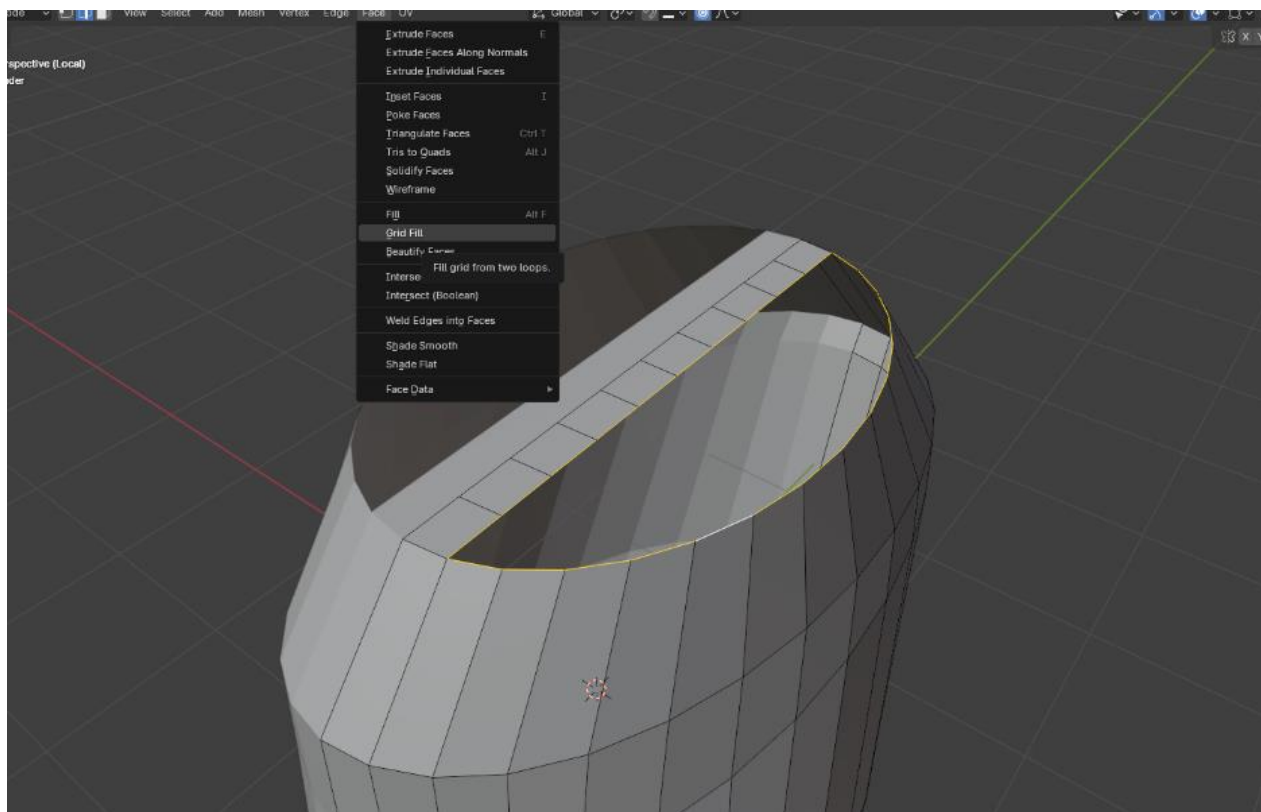 View Select Add Mesh Vertex Edge Face UV Global
X
rspective (Local)
Extrude Faces E
Extrude Faces Along Normals
Extrude Individual Faces
Inset Faces I
Poke Faces
Triangulate Faces Ctrl T
Tris to Quads Alt J
Solidify Faces
Wireframe
Fill Alt F
Grid Fill
Beautify Faces
Fill grid from two loops.
Interse
Intersect (Boolean)
Weld Edges into Faces
Shade Smooth
Shade Flat
Face Data